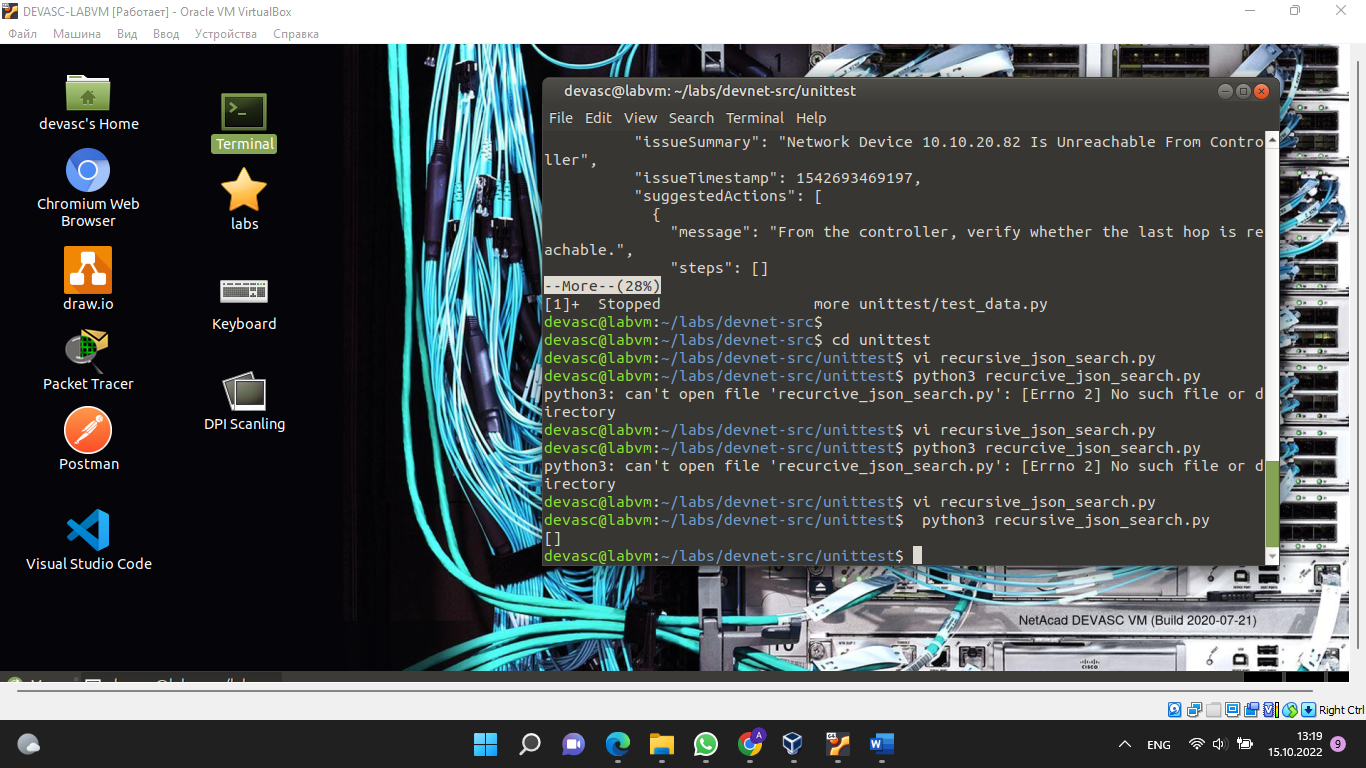 DEVASC-LABVM [Работает] - Oracle VM VirtualBox
Файл Машина Вид Ввод Устройства Справка
devasc's Home
Terminal
Chromium Web
Browser
labs
draw.io
Keyboard
Packet Tracer
DPI Scanling
Postman
Visual Studio Code
devasc@labvm: ~/labs/devnet-src/unittest
File Edit View Search Terminal Help
"issueSummary": "Network Device 10.10.20.82 Is Unreachable From Contro
ller",
"issueTimestamp": 1542693469197,
"suggestedActions": [
{
"message": "From the controller, verify whether the last hop is re
achable.",
"steps": []
--More--(28%)
[1]+  Stopped                 more unittest/test_data.py
devasc@labvm:~/labs/devnet-src$
devasc@labvm:~/labs/devnet-src$ cd unittest
devasc@labvm:~/labs/devnet-src/unittest$ vi recursive_json_search.py
devasc@labvm:~/labs/devnet-src/unittest$ python3 recurcive_json_search.py
python3: can't open file 'recurcive_json_search.py': [Errno 2] No such file or d
irectory
devasc@labvm:~/labs/devnet-src/unittest$ vi recursive_json_search.py
devasc@labvm:~/labs/devnet-src/unittest$ python3 recurcive_json_search.py
python3: can't open file 'recurcive_json_search.py': [Errno 2] No such file or d
irectory
devasc@labvm:~/labs/devnet-src/unittest$ vi recursive_json_search.py
devasc@labvm:~/labs/devnet-src/unittest$  python3 recursive_json_search.py
[]
devasc@labvm:~/labs/devnet-src/unittest$
NetAcad DEVASC VM (Build 2020-07-21)
CISCO
Right Ctrl
ENG
13:19
15.10.2022
9